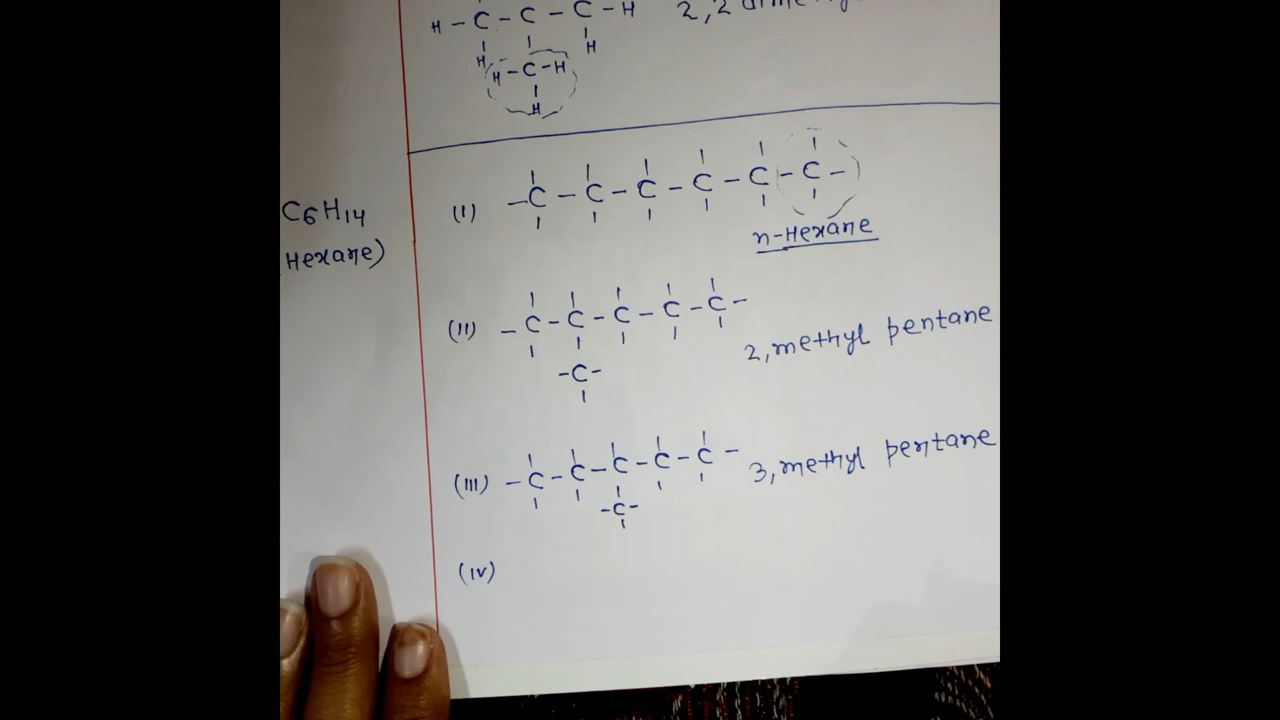 H - C - C - C - H
H
H
2,2
H - C - H
H
C6H14
Hexane)
(I) - C - C - C - C - C - C -
n-Hexane
(II) - C - C - C - C - C -
- C -
2,methyl pentane
(III) - C - C - C - C - C -
- C -
3,methyl pentane
(IV)